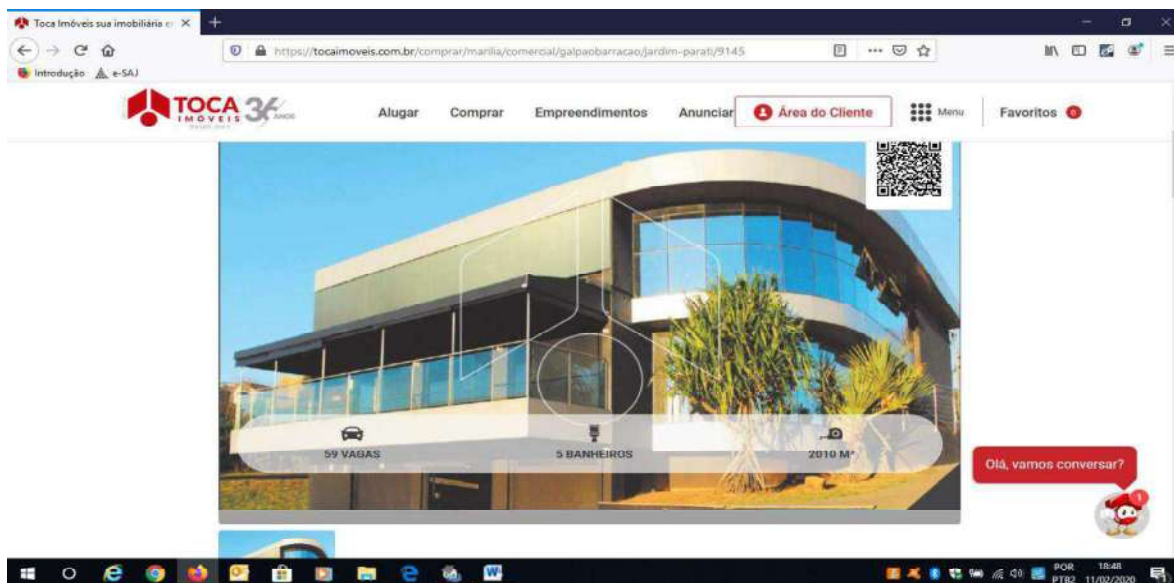 Toca Imóveis sua imobiliária e
https://tocaimoveis.com.br/comprar/marilia/comercial/galpaobarracao/jardim-parati/9145
Introdução e-SAJ
TOCA IMÓVEIS 36 ANOS
Alugar Comprar Empreendimentos Anunciar Área do Cliente Menu Favoritos 0
59 VAGAS 5 BANHEIROS 2010 M²
Olá, vamos conversar?
1
POR 18:48
PTB2 11/02/2020